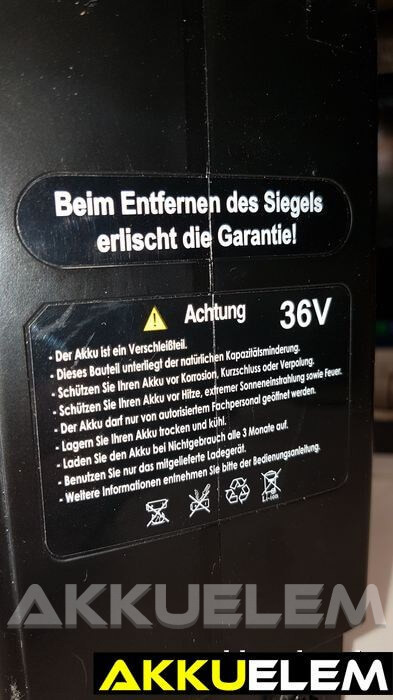 Beim Entfernen des Siegels
erlischt die Garantie!
Achtung 36V
- Der Akku ist ein Verschleißteil.
- Dieses Bauteil unterliegt der natürlichen Kapazitätsminderung.
- Schützen Sie Ihren Akku vor Korrosion, Kurzschluss oder Verpolung.
- Schützen Sie Ihren Akku vor Hitze, extremer Sonneneinstrahlung sowie Feuer.
- Der Akku darf nur von autorisiertem Fachpersonal geöffnet werden.
- Lagern Sie Ihren Akku trocken und kühl.
- Laden Sie den Akku bei Nichtgebrauch alle 3 Monate auf.
- Benutzen Sie nur das mitgelieferte Ladegerät.
- Weitere Informationen entnehmen Sie bitte der Bedienungsanleitung.
AKKUELEM
AKKUELEM